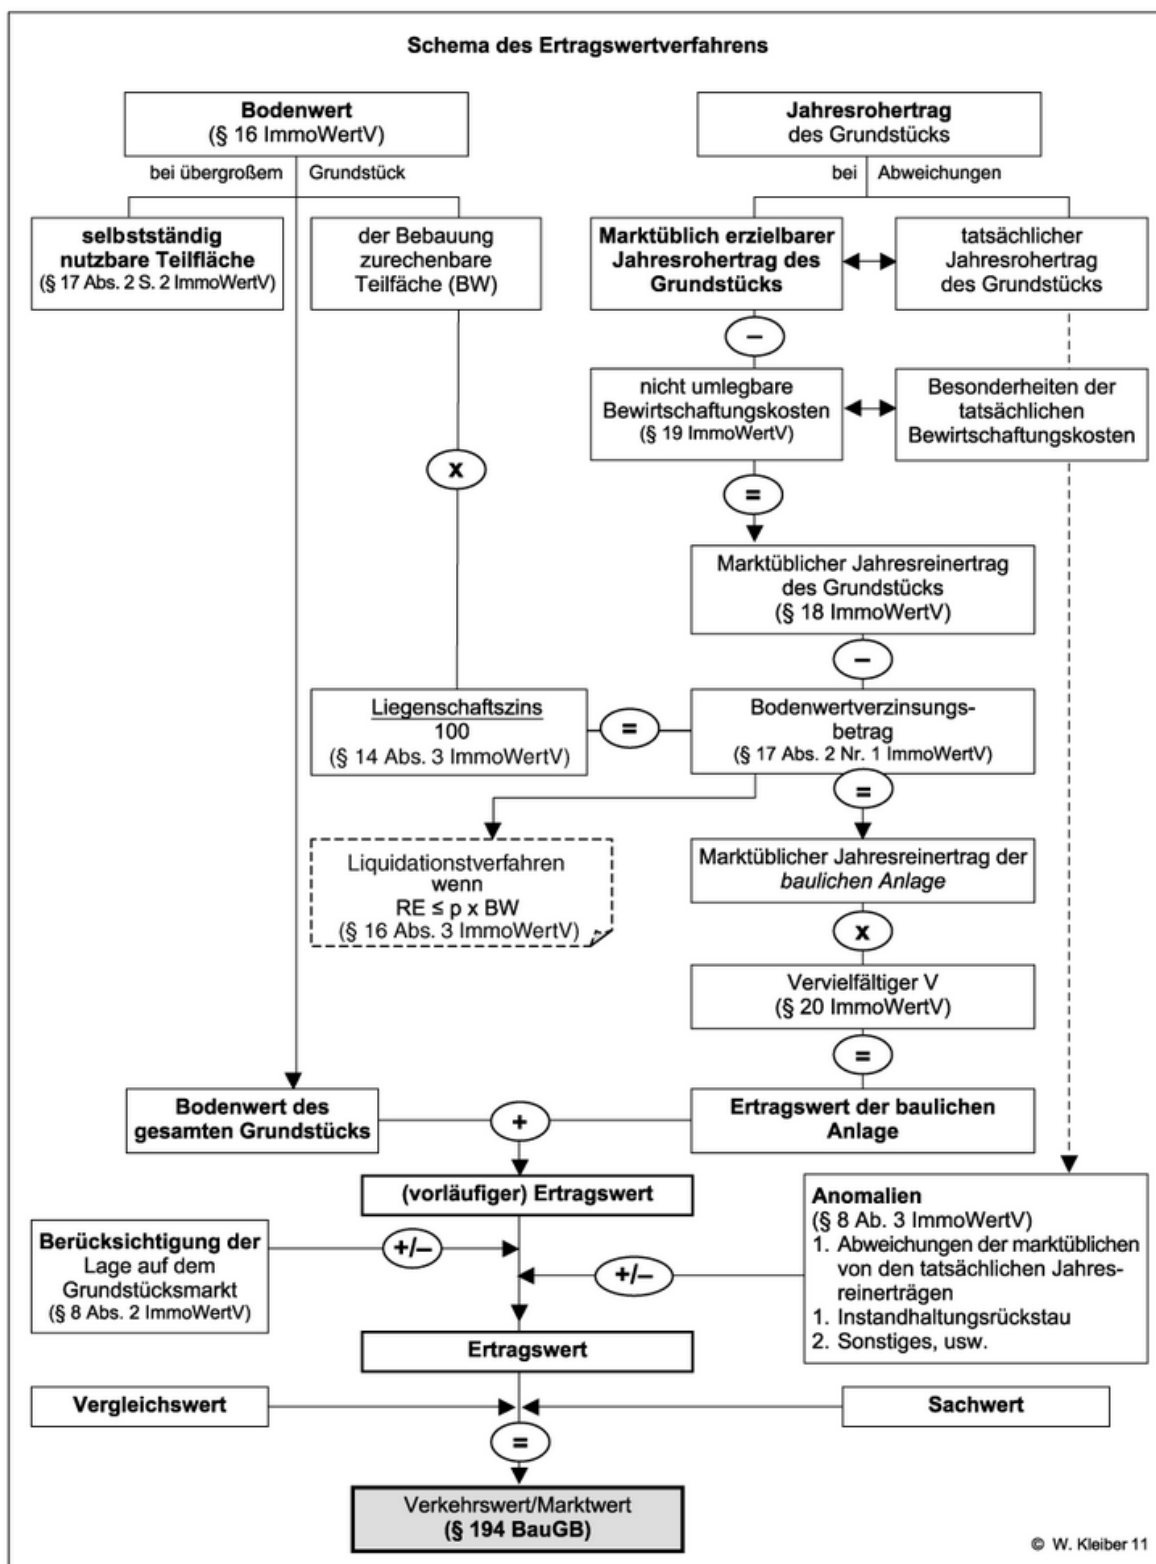 Schema des Ertragswertverfahrens
Bodenwert
(§ 16 ImmoWertV)
Jahresrohertrag
des Grundstücks
bei übergroßem Grundstück
bei Abweichungen
selbstständig
nutzbare Teilfläche
(§ 17 Abs. 2 S. 2 ImmoWertV)
der Bebauung
zurechenbare
Teilfäche (BW)
Marktüblich erzielbarer
Jahresrohertrag des
Grundstücks
tatsächlicher
Jahresrohertrag
des Grundstücks
–
nicht umlegbare
Bewirtschaftungskosten
(§ 19 ImmoWertV)
Besonderheiten der
tatsächlichen
Bewirtschaftungskosten
x
=
Marktüblicher Jahresreinertrag
des Grundstücks
(§ 18 ImmoWertV)
–
Liegenschaftszins
100
(§ 14 Abs. 3 ImmoWertV)
=
Bodenwertverzinsungs-
betrag
(§ 17 Abs. 2 Nr. 1 ImmoWertV)
=
Liquidationstverfahren
wenn
RE ≤ p x BW
(§ 16 Abs. 3 ImmoWertV)
Marktüblicher Jahresreinertrag der
baulichen Anlage
x
Vervielfältiger V
(§ 20 ImmoWertV)
=
Bodenwert des
gesamten Grundstücks
+
Ertragswert der baulichen
Anlage
(vorläufiger) Ertragswert
Berücksichtigung der
Lage auf dem
Grundstücksmarkt
(§ 8 Abs. 2 ImmoWertV)
+/–
+/–
Anomalien
(§ 8 Ab. 3 ImmoWertV)
1. Abweichungen der marktüblichen
von den tatsächlichen Jahres-
reinerträgen
1. Instandhaltungsrückstau
2. Sonstiges, usw.
Ertragswert
Vergleichswert
Sachwert
=
Verkehrswert/Marktwert
(§ 194 BauGB)
© W. Kleiber 11